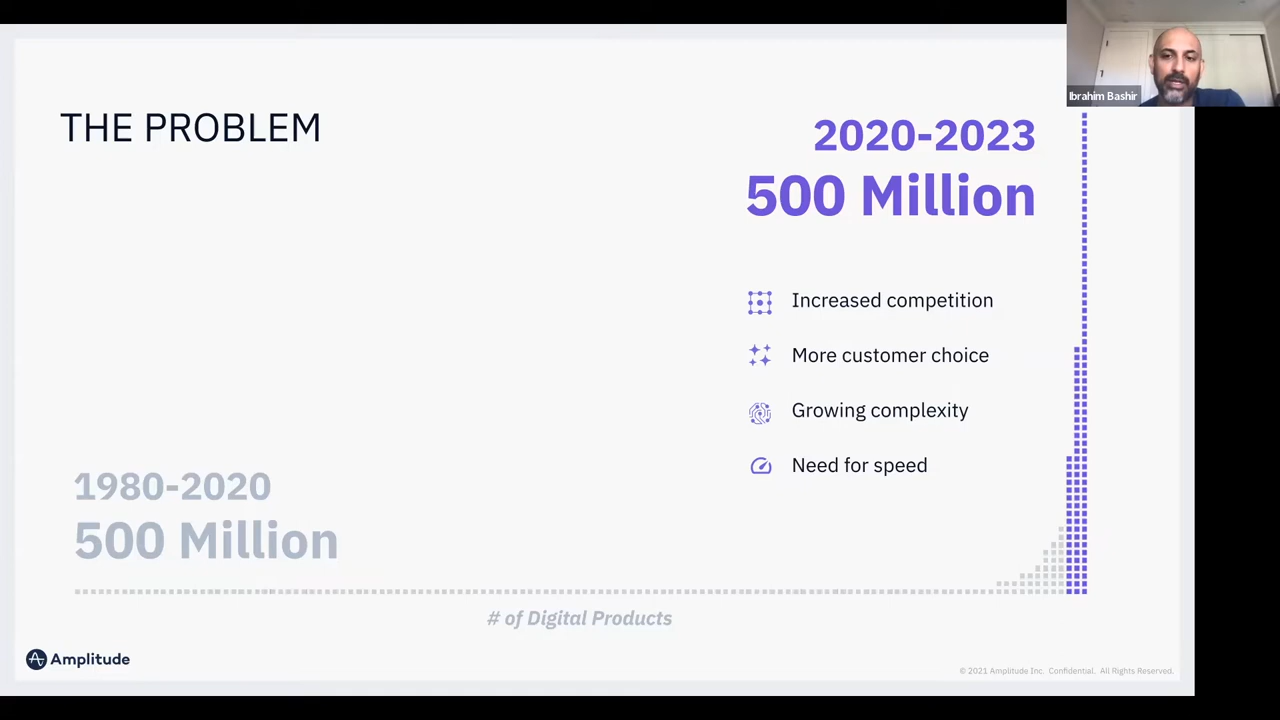 THE PROBLEM
Ibrahim Bashir
2020-2023
500 Million
Increased competition
More customer choice
Growing complexity
Need for speed
1980-2020
500 Million
# of Digital Products
Amplitude
© 2021 Amplitude Inc. Confidential. All Rights Reserved.